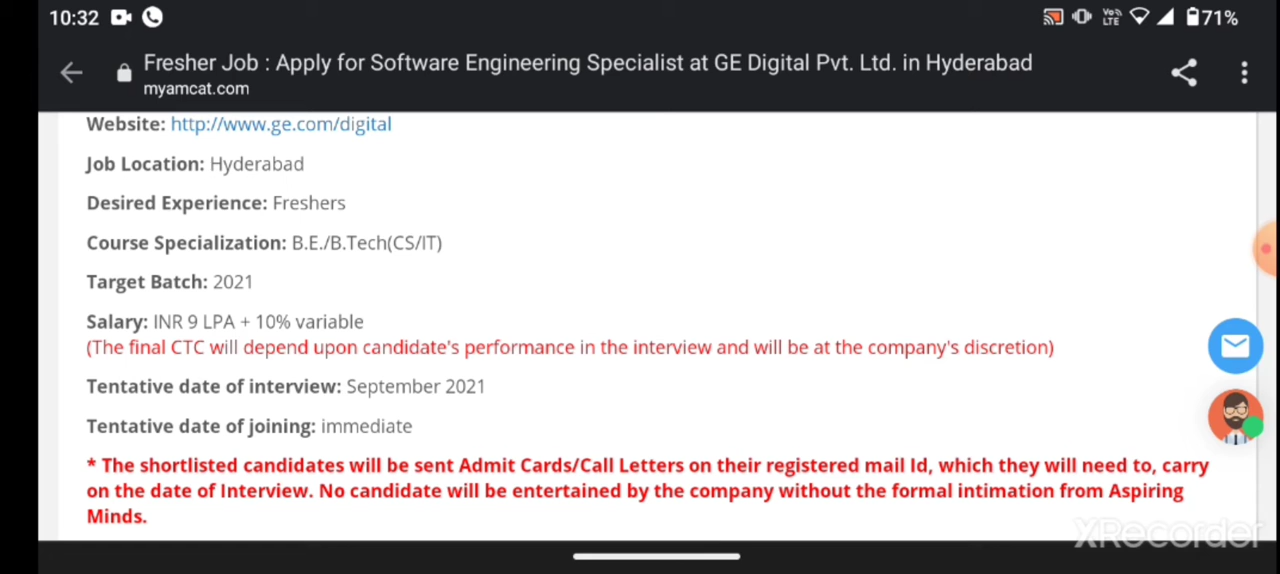 10:32 Vo)) LTE 71%
Fresher Job : Apply for Software Engineering Specialist at GE Digital Pvt. Ltd. in Hyderabad
myamcat.com
Website: http://www.ge.com/digital
Job Location: Hyderabad
Desired Experience: Freshers
Course Specialization: B.E./B.Tech(CS/IT)
Target Batch: 2021
Salary: INR 9 LPA + 10% variable
(The final CTC will depend upon candidate's performance in the interview and will be at the company's discretion)
Tentative date of interview: September 2021
Tentative date of joining: immediate
* The shortlisted candidates will be sent Admit Cards/Call Letters on their registered mail Id, which they will need to, carry
on the date of Interview. No candidate will be entertained by the company without the formal intimation from Aspiring
Minds.
XRecorder